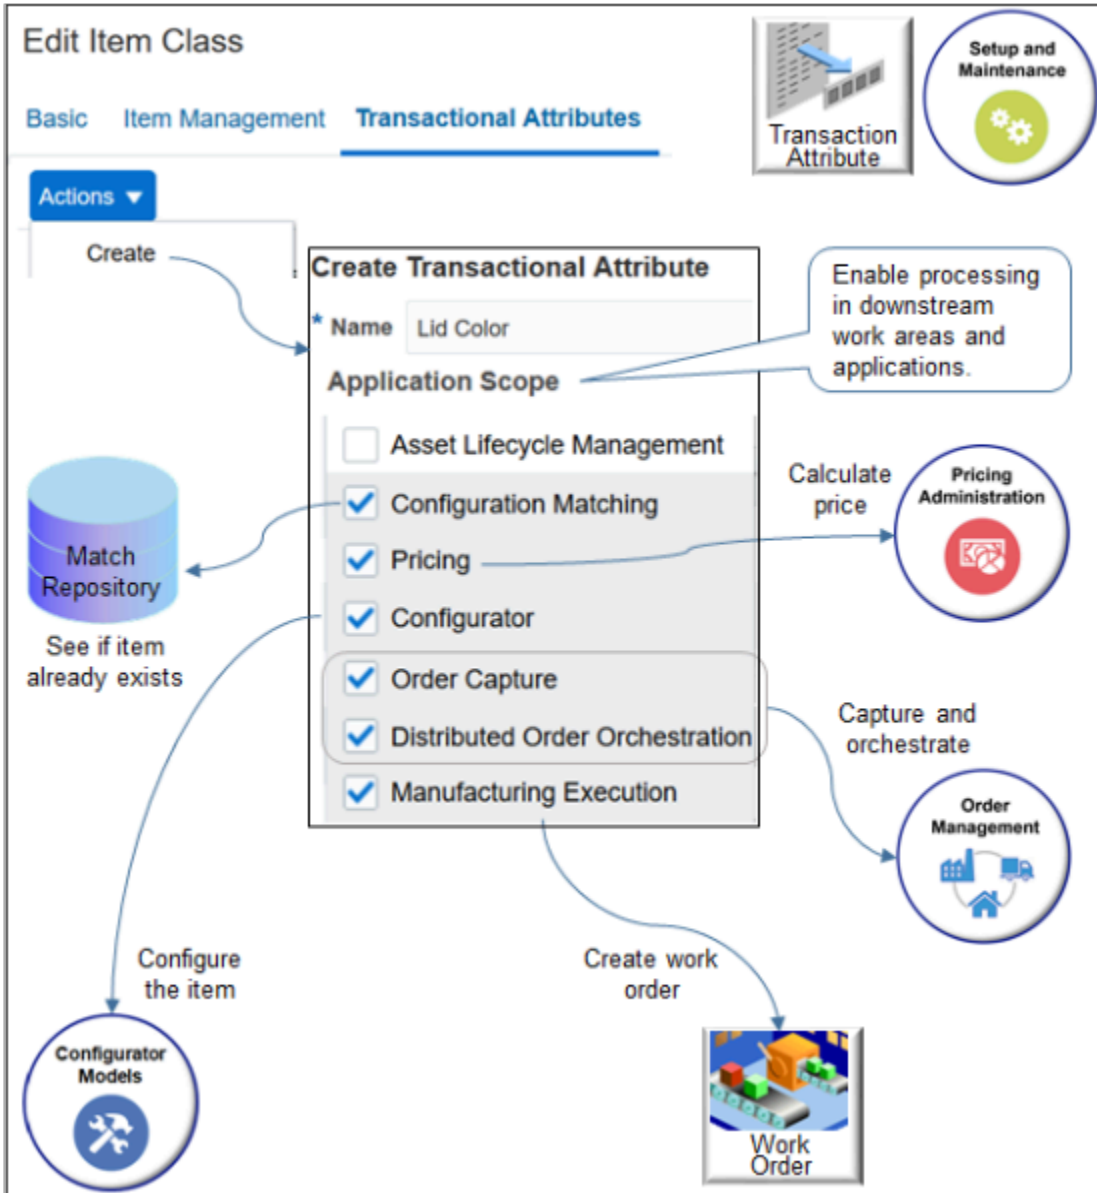 Edit Item Class
Transaction
Attribute
Setup and
Maintenance
Basic Item Management Transactional Attributes
Actions
Create
Create Transactional Attribute
* Name Lid Color
Application Scope
Enable processing
in downstream
work areas and
applications.
Asset Lifecycle Management
Configuration Matching
Pricing
Configurator
Order Capture
Distributed Order Orchestration
Manufacturing Execution
Match
Repository
See if item
already exists
Calculate
price
Pricing
Administration
Capture and
orchestrate
Order
Management
Configure
the item
Configurator
Models
Create work
order
Work
Order